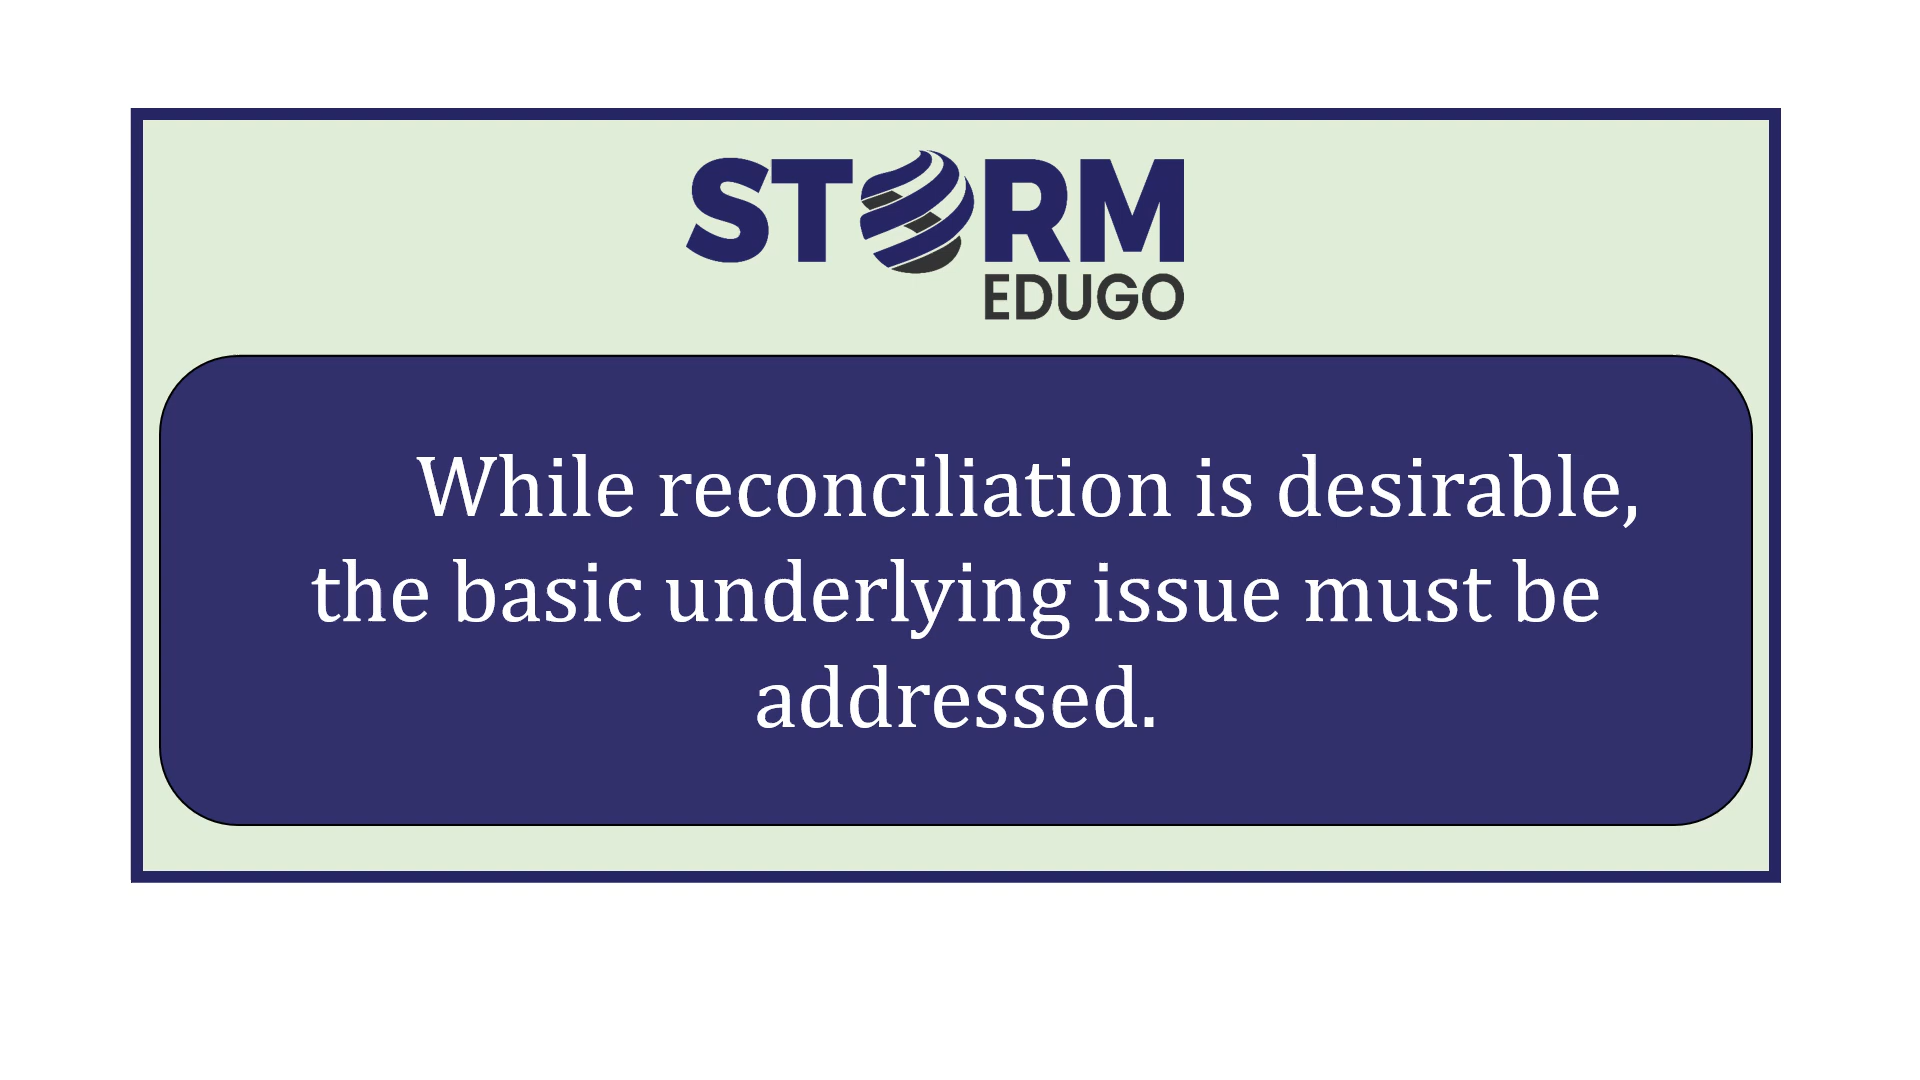 STORM
EDUGO
While reconciliation is desirable,
the basic underlying issue must be
addressed.